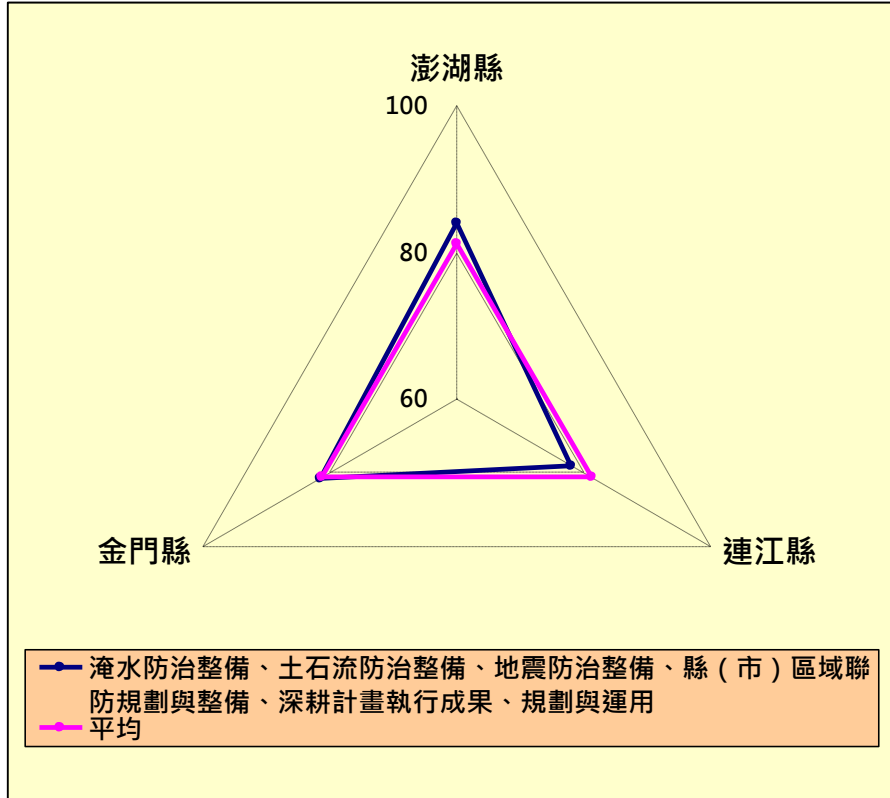 澎湖縣
100
80
60
金門縣
連江縣
淹水防治整備、土石流防治整備、地震防治整備、縣（市）區域聯
防規劃與整備、深耕計畫執行成果、規劃與運用
平均